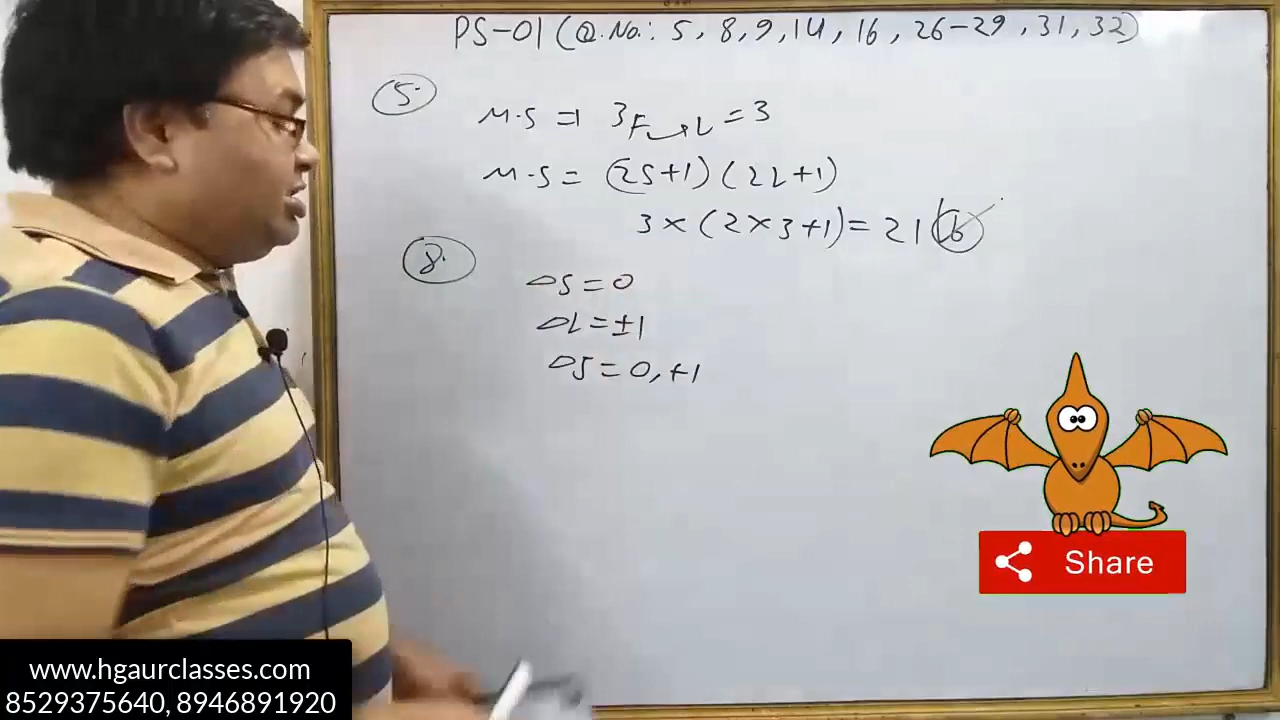 PS-01 (Q.No.: 5, 8, 9, 14, 16, 26-29, 31, 32)
5.
M.S ⇒ 3F → L = 3
M.S = (2S+1) (2L+1)
3 × (2×3+1) = 21 (b)
8.
ΔS = 0
ΔL = ±1
ΔJ = 0, ±1
Share
www.hgaurclasses.com
8529375640, 8946891920